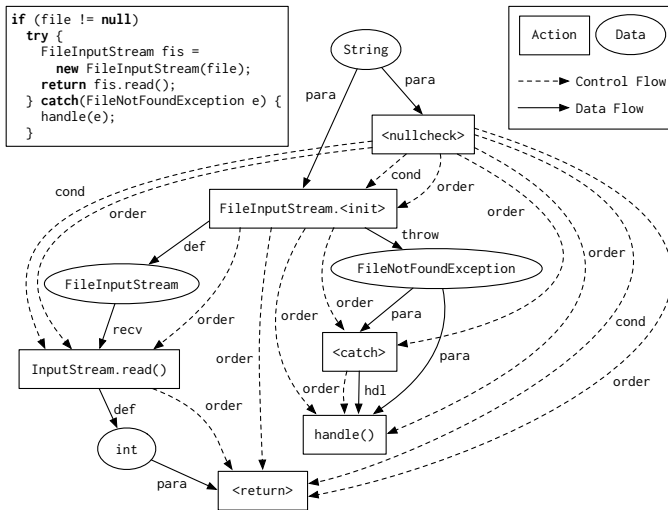 if (file != null)
try {
FileInputStream fis =
new FileInputStream(file);
return fis.read();
} catch(FileNotFoundException e) {
handle(e);
}
String
Action
Data
Control Flow
Data Flow
para
para
<nullcheck>
cond
cond
order
order
order
FileInputStream.<init>
def
throw
order
FileInputStream
FileNotFoundException
recv
order
order
order
para
cond
<catch>
order
para
InputStream.read()
order
hdl
order
def
order
handle()
int
para
<return>